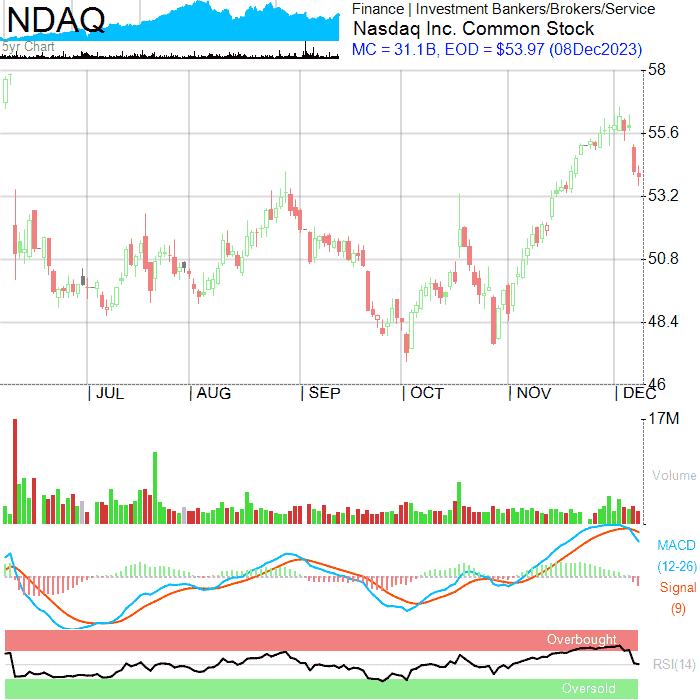 NDAQ
5yr Chart
Finance | Investment Bankers/Brokers/Service
Nasdaq Inc. Common Stock
MC = 31.1B, EOD = $53.97 (08Dec2023)
58
55.6
53.2
50.8
48.4
46
JUL
AUG
SEP
OCT
NOV
DEC
17M
Volume
MACD
(12-26)
Signal
(9)
Overbought
RSI(14)
Oversold